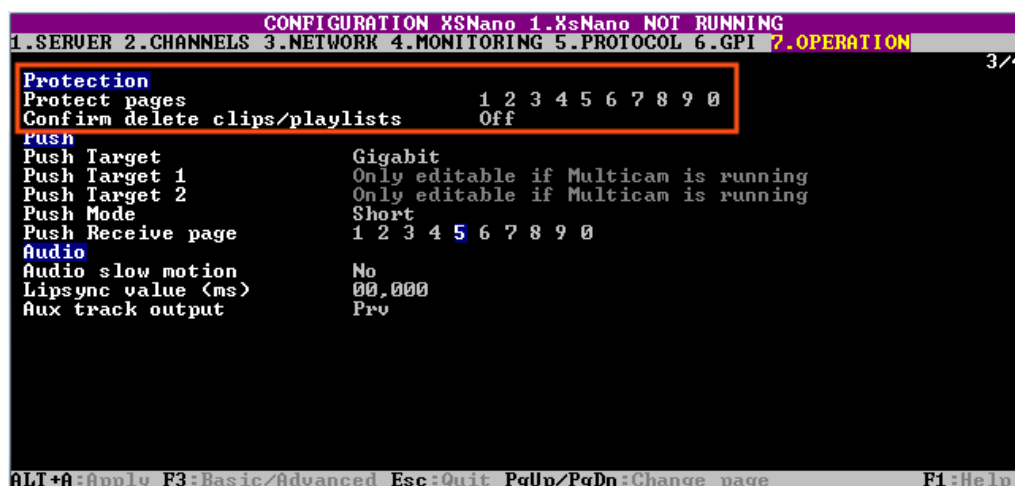 CONFIGURATION XSNano 1.XsNano NOT RUNNING
1.SERVER 2.CHANNELS 3.NETWORK 4.MONITORING 5.PROTOCOL 6.GPI 7.OPERATION
3/4
Protection
Protect pages 1 2 3 4 5 6 7 8 9 0
Confirm delete clips/playlists Off
Push
Push Target Gigabit
Push Target 1 Only editable if Multicam is running
Push Target 2 Only editable if Multicam is running
Push Mode Short
Push Receive page 1 2 3 4 5 6 7 8 9 0
Audio
Audio slow motion No
Lipsync value (ms) 00,000
Aux track output Prv
ALT+A:Apply F3:Basic/Advanced Esc:Quit PgUp/PgDn:Change page F1:Help